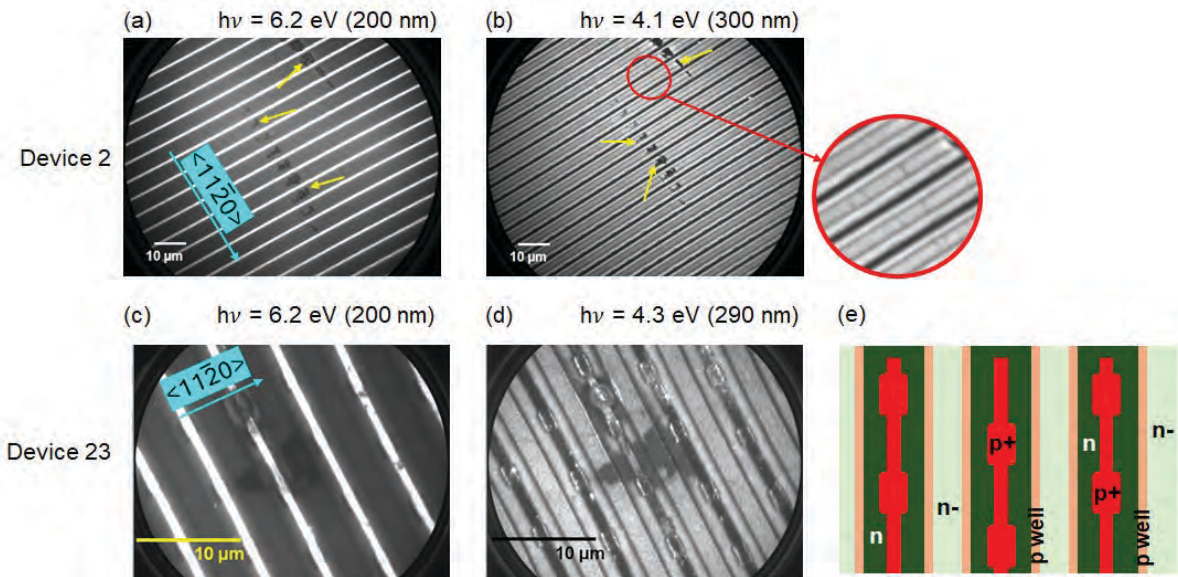 (a) hν = 6.2 eV (200 nm)
(b) hν = 4.1 eV (300 nm)
Device 2
<112̄0>
10 µm
10 µm
(c) hν = 6.2 eV (200 nm)
(d) hν = 4.3 eV (290 nm)
(e)
Device 23
<112̄0>
10 µm
10 µm
n
n-
p well
p+
n
p+
p well
n-